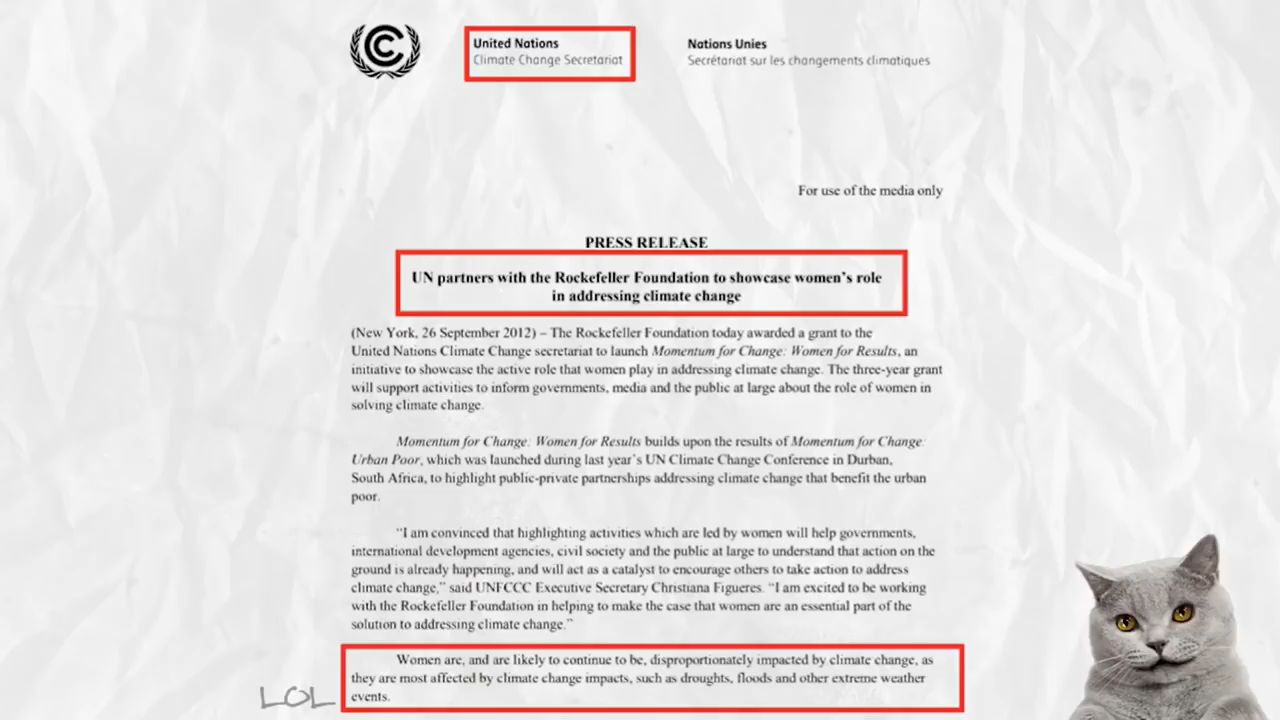 United Nations
Climate Change Secretariat
Nations Unies
Secrétariat sur les changements climatiques
For use of the media only
PRESS RELEASE
UN partners with the Rockefeller Foundation to showcase women's role
in addressing climate change
(New York, 26 September 2012) – The Rockefeller Foundation today awarded a grant to the
United Nations Climate Change secretariat to launch Momentum for Change: Women for Results, an
initiative to showcase the active role that women play in addressing climate change. The three-year grant
will support activities to inform governments, media and the public at large about the role of women in
solving climate change.
Momentum for Change: Women for Results builds upon the results of Momentum for Change:
Urban Poor, which was launched during last year's UN Climate Change Conference in Durban,
South Africa, to highlight public-private partnerships addressing climate change that benefit the urban
poor.
"I am convinced that highlighting activities which are led by women will help governments,
international development agencies, civil society and the public at large to understand that action on the
ground is already happening, and will act as a catalyst to encourage others to take action to address
climate change," said UNFCCC Executive Secretary Christiana Figueres. "I am excited to be working
with the Rockefeller Foundation in helping to make the case that women are an essential part of the
solution to addressing climate change."
Women are, and are likely to continue to be, disproportionately impacted by climate change, as
they are most affected by climate change impacts, such as droughts, floods and other extreme weather
events.
LOL